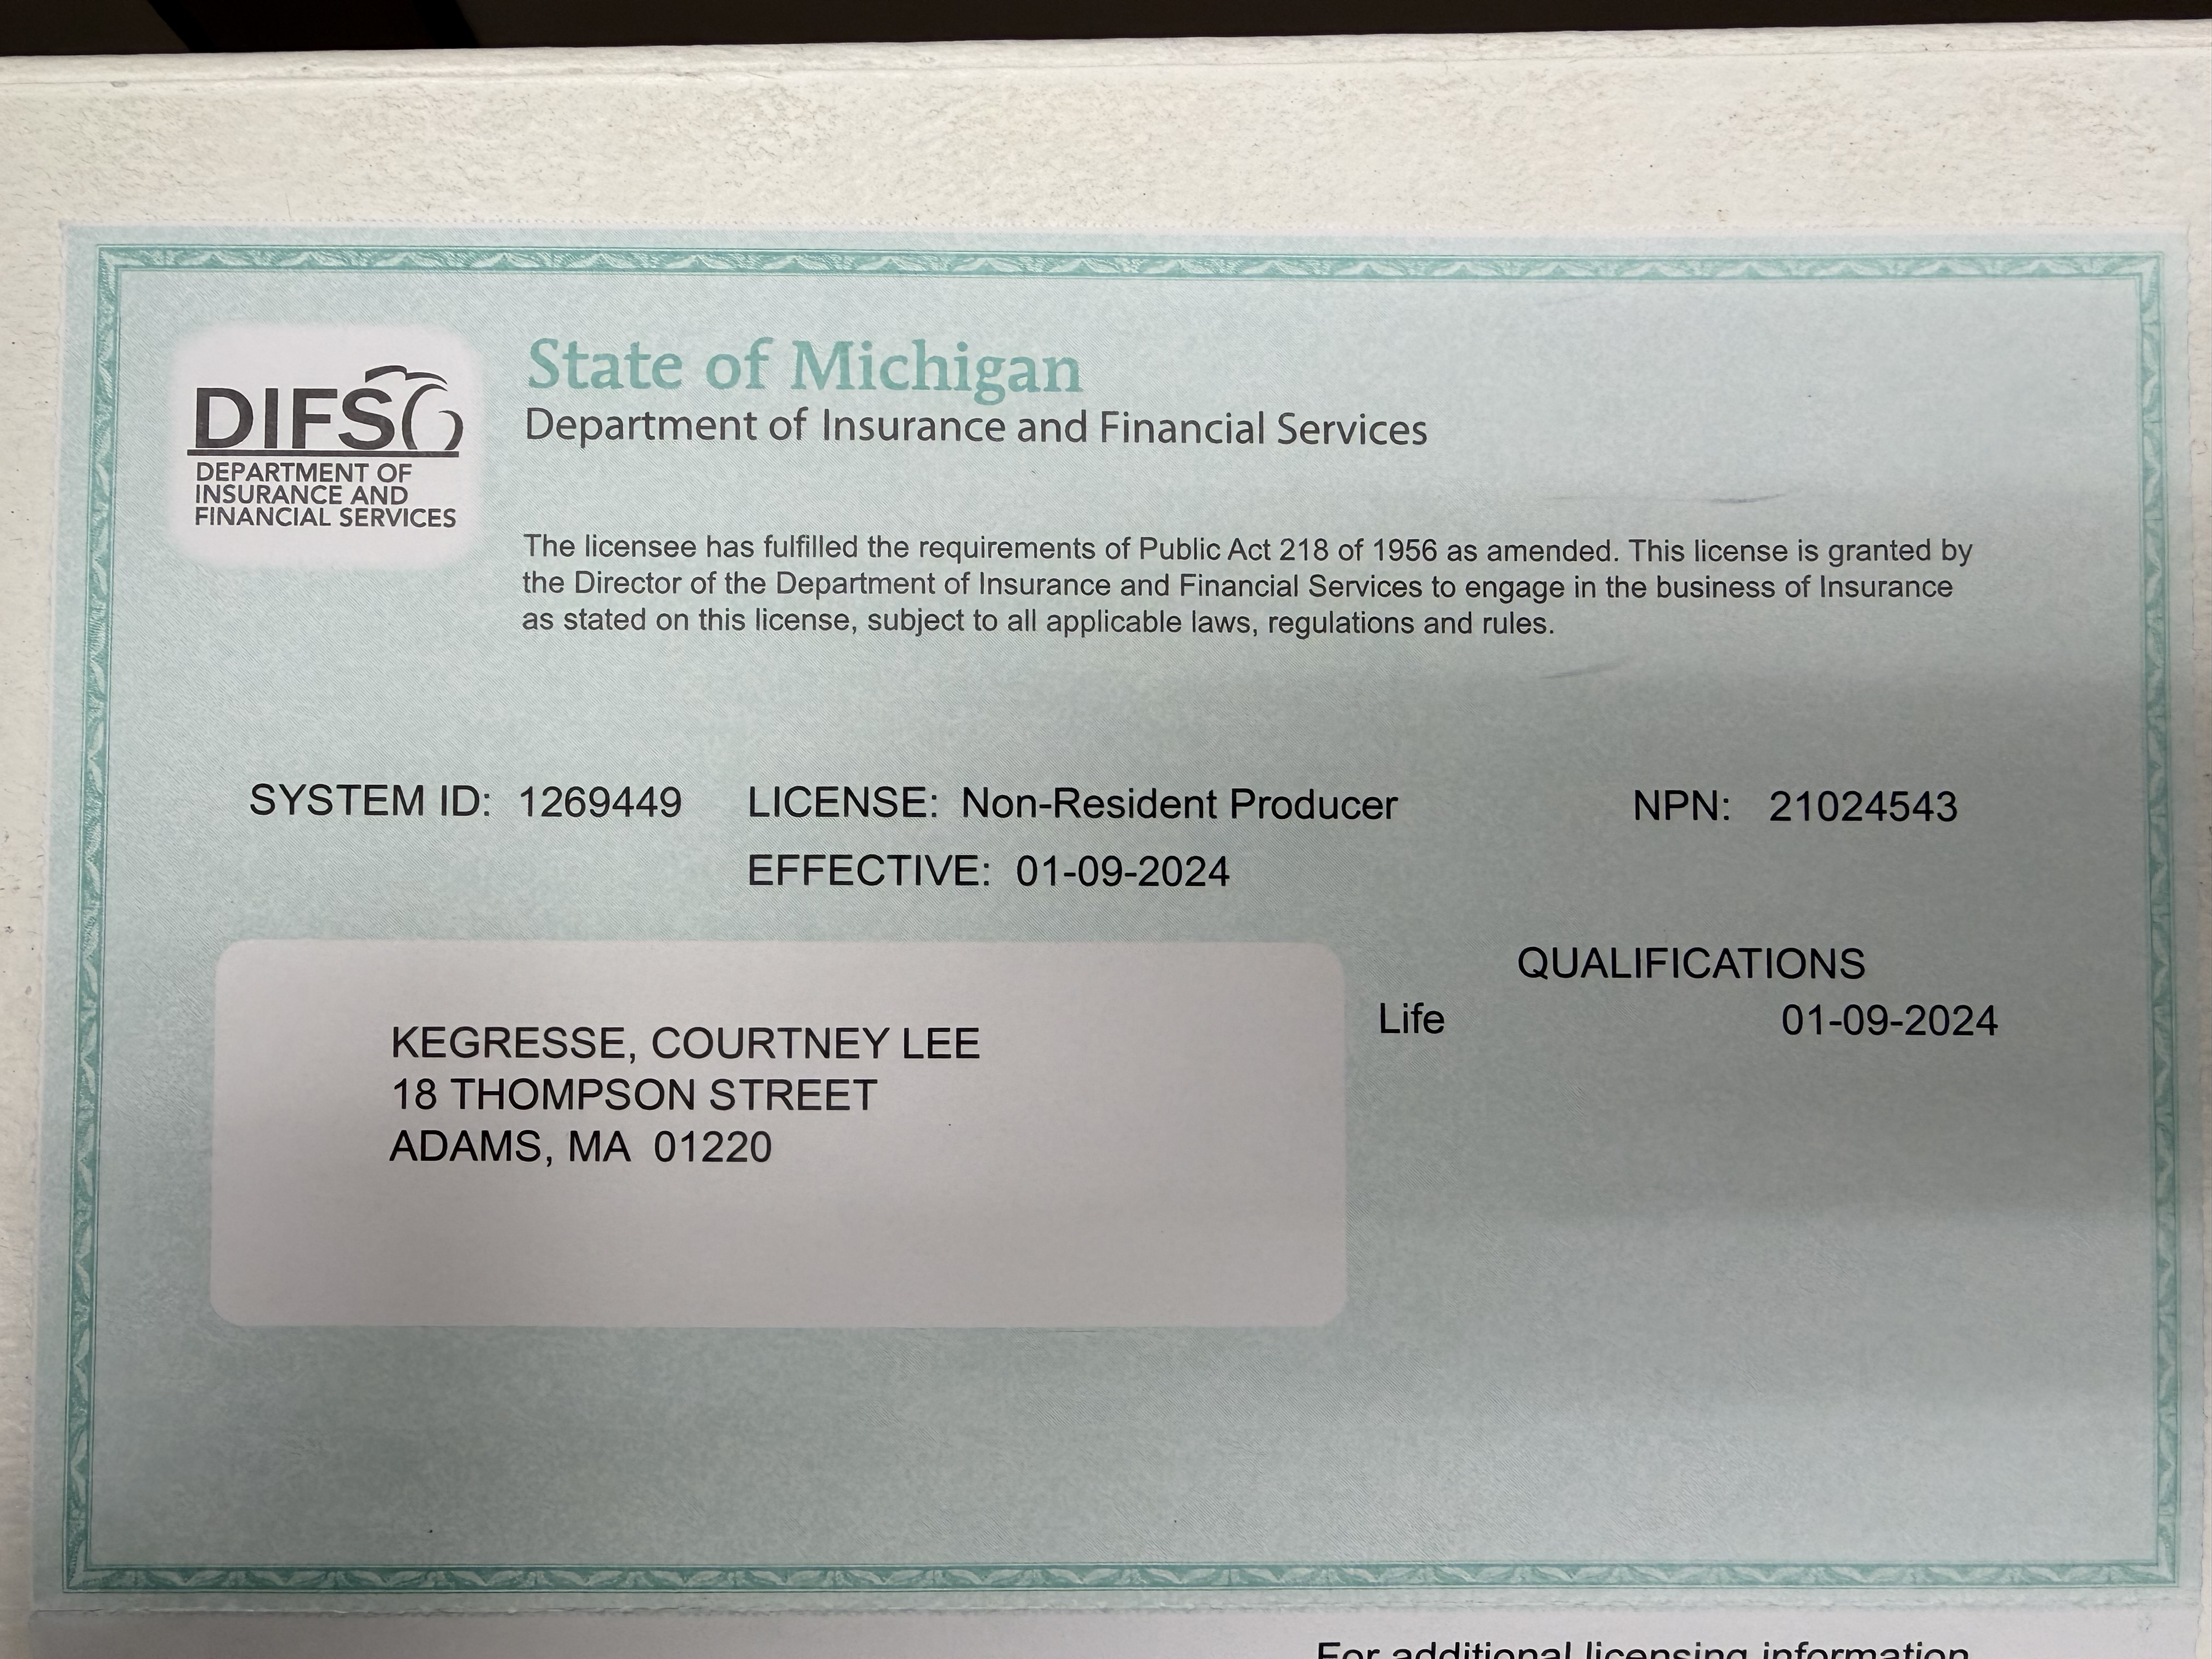 DIFS
DEPARTMENT OF
INSURANCE AND
FINANCIAL SERVICES
State of Michigan
Department of Insurance and Financial Services
The licensee has fulfilled the requirements of Public Act 218 of 1956 as amended. This license is granted by
the Director of the Department of Insurance and Financial Services to engage in the business of Insurance
as stated on this license, subject to all applicable laws, regulations and rules.
SYSTEM ID: 1269449 LICENSE: Non-Resident Producer NPN: 21024543
EFFECTIVE: 01-09-2024
QUALIFICATIONS
Life 01-09-2024
KEGRESSE, COURTNEY LEE
18 THOMPSON STREET
ADAMS, MA 01220
For additional licensing information